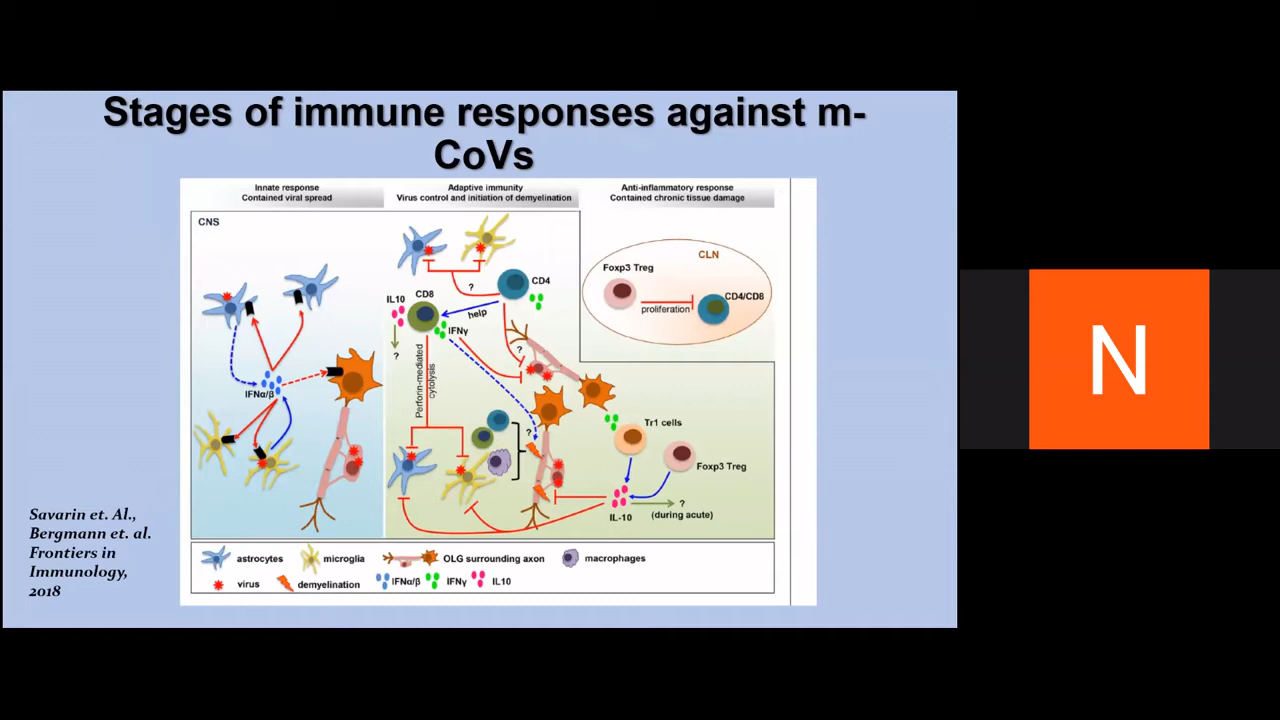 Stages of immune responses against m-
CoVs
Innate response
Contained viral spread
Adaptive immunity
Virus control and initiation of demyelination
Anti-inflammatory response
Contained chronic tissue damage
CNS
CLN
Foxp3 Treg
CD4/CD8
proliferation
CD4
?
CD8
IL10
help
IFNγ
?
?
Perforin-mediated
cytolysis
IFNα/β
?
Tr1 cells
Foxp3 Treg
IL-10
?
(during acute)
astrocytes
microglia
OLG surrounding axon
macrophages
virus
demyelination
IFNα/β
IFNγ
IL10
Savarin et. Al.,
Bergmann et. al.
Frontiers in
Immunology,
2018
N